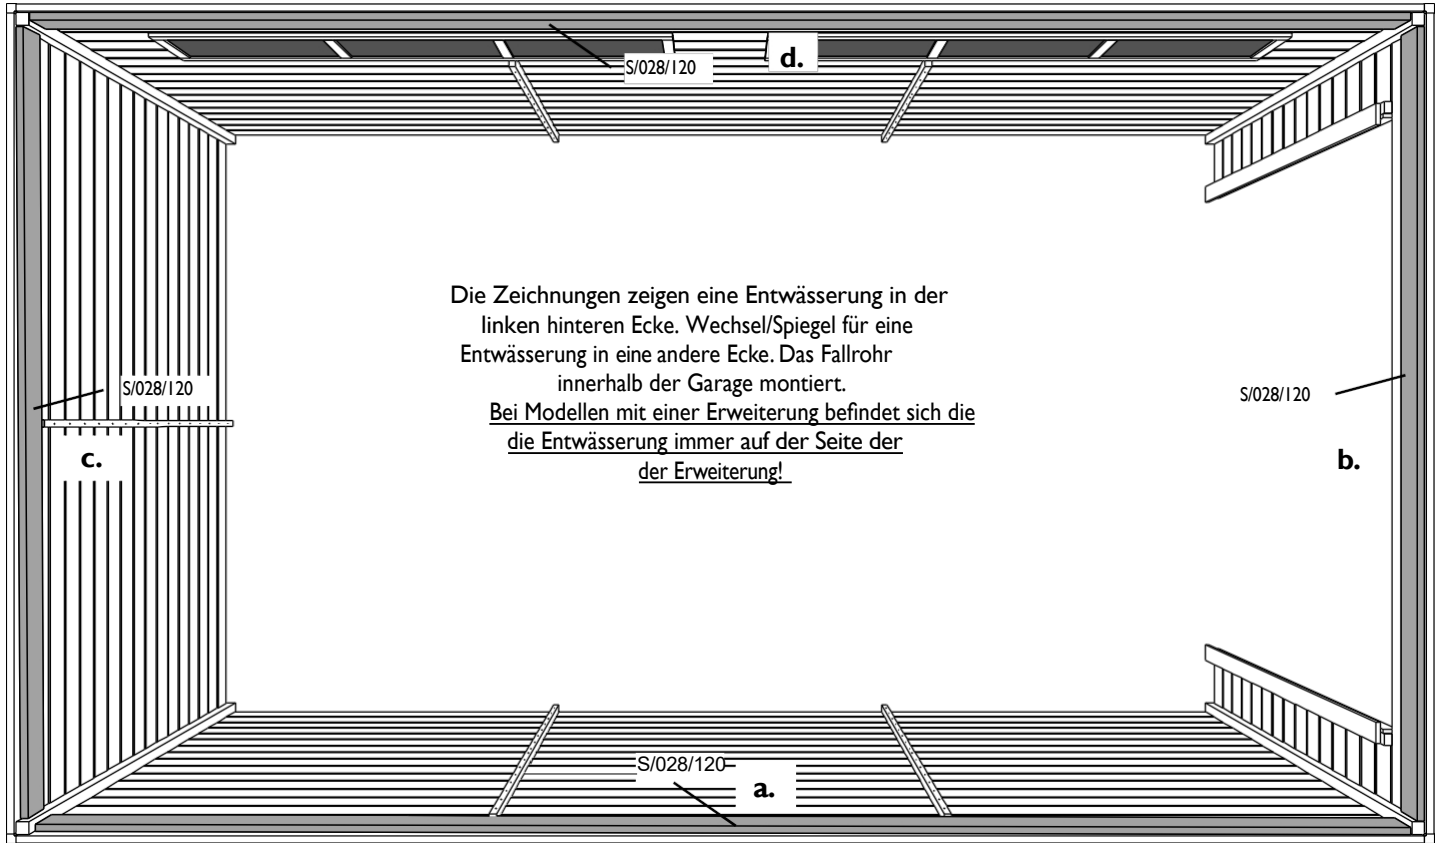 S/028/120
d.
Die Zeichnungen zeigen eine Entwässerung in der
linken hinteren Ecke. Wechsel/Spiegel für eine
Entwässerung in eine andere Ecke. Das Fallrohr
innerhalb der Garage montiert.
Bei Modellen mit einer Erweiterung befindet sich die
die Entwässerung immer auf der Seite der
der Erweiterung!
S/028/120
c.
S/028/120
b.
S/028/120
a.